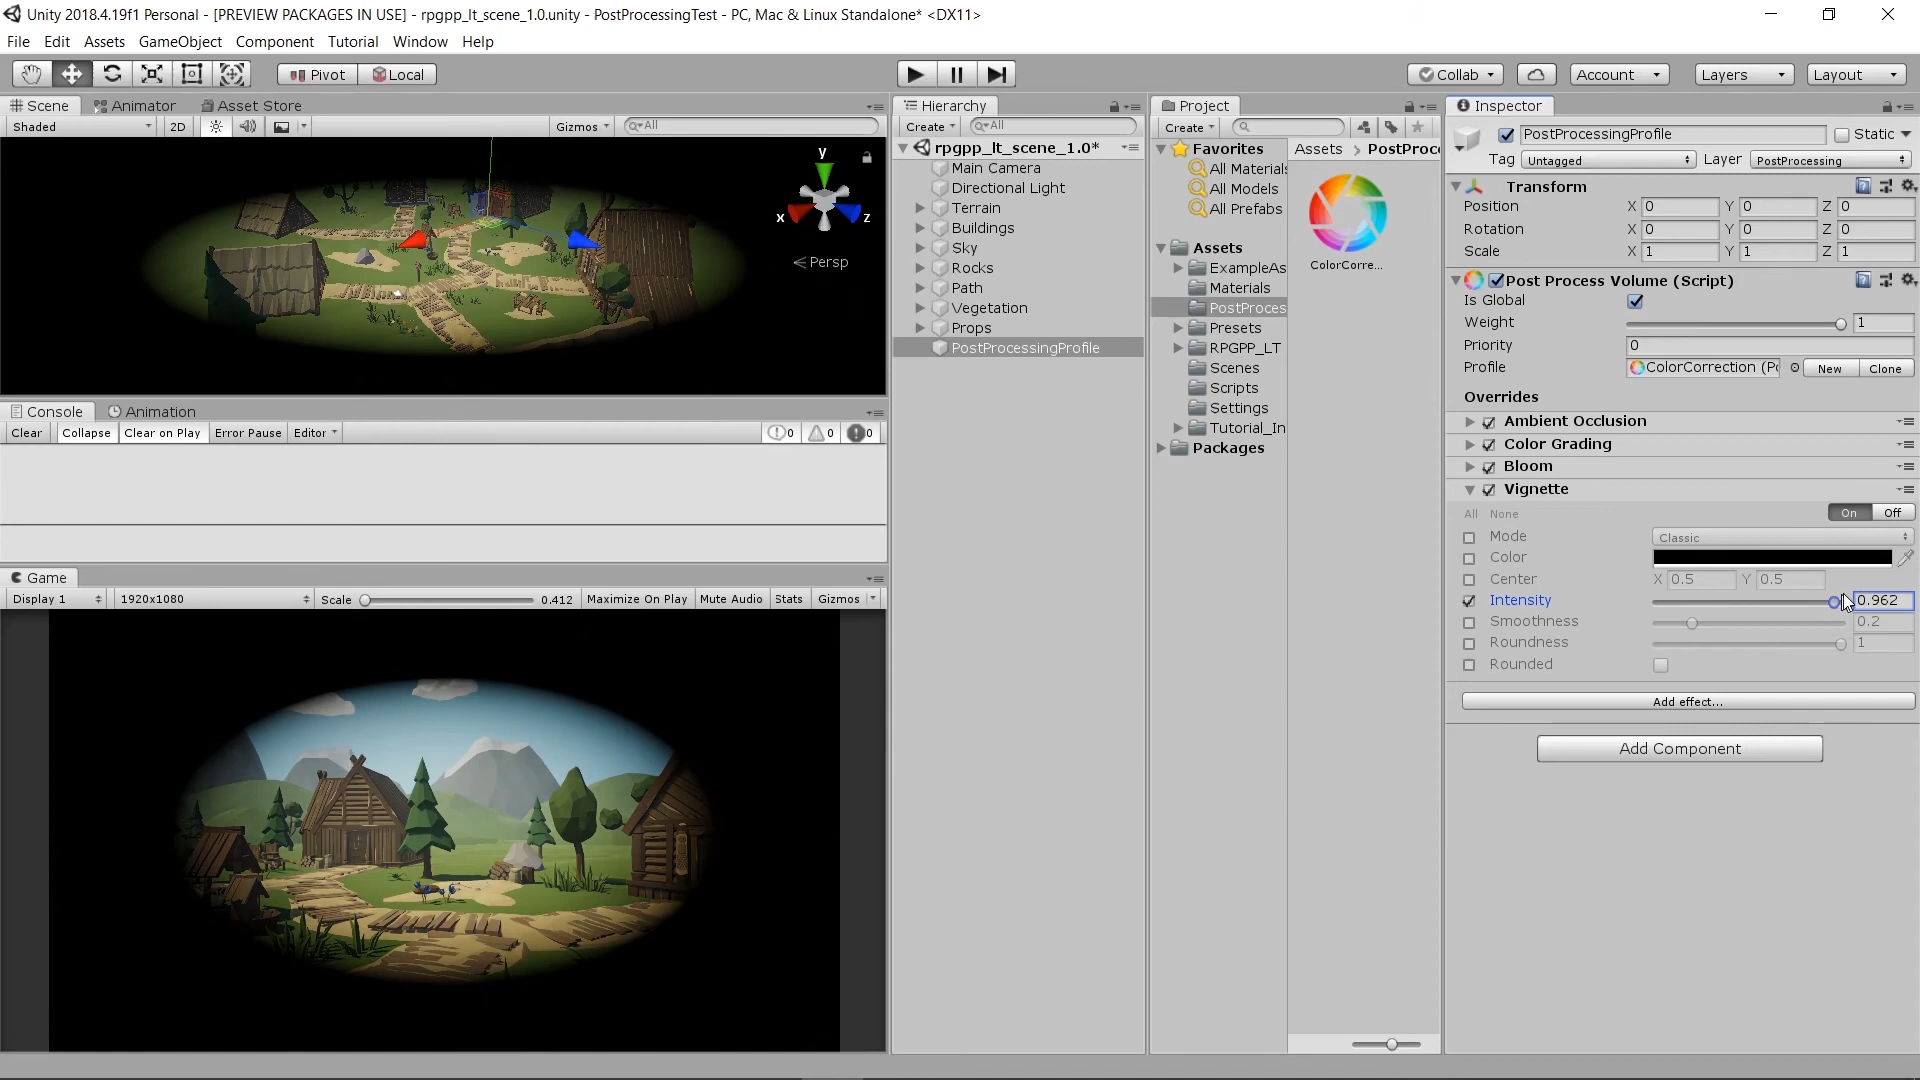 Unity 2018.4.19f1 Personal - [PREVIEW PACKAGES IN USE] - rpgpp_lt_scene_1.0.unity - PostProcessingTest - PC, Mac & Linux Standalone* <DX11>
File Edit Assets GameObject Component Tutorial Window Help
Pivot Local Collab Account Layers Layout
Scene Animator Asset Store
Shaded 2D Gizmos All
y
x
z
Persp
Console Animation
Clear Collapse Clear on Play Error Pause Editor 0 0 0
Game
Display 1 1920x1080 Scale 0.412 Maximize On Play Mute Audio Stats Gizmos
Hierarchy
Create All
rpgpp_lt_scene_1.0*
Main Camera
Directional Light
Terrain
Buildings
Sky
Rocks
Path
Vegetation
Props
PostProcessingProfile
Project
Create
Favorites
All Materials
All Models
All Prefabs
Assets
ExampleAs
Materials
PostProces
Presets
RPGPP_LT
Scenes
Scripts
Settings
Tutorial_In
Packages
Assets > PostProc
ColorCorre...
Inspector
PostProcessingProfile Static
Tag Untagged Layer PostProcessing
Transform
Position X 0 Y 0 Z 0
Rotation X 0 Y 0 Z 0
Scale X 1 Y 1 Z 1
Post Process Volume (Script)
Is Global
Weight 1
Priority 0
Profile ColorCorrection (Po New Clone
Overrides
Ambient Occlusion
Color Grading
Bloom
Vignette
All None On Off
Mode Classic
Color
Center X 0.5 Y 0.5
Intensity 0.962
Smoothness 0.2
Roundness 1
Rounded
Add effect...
Add Component